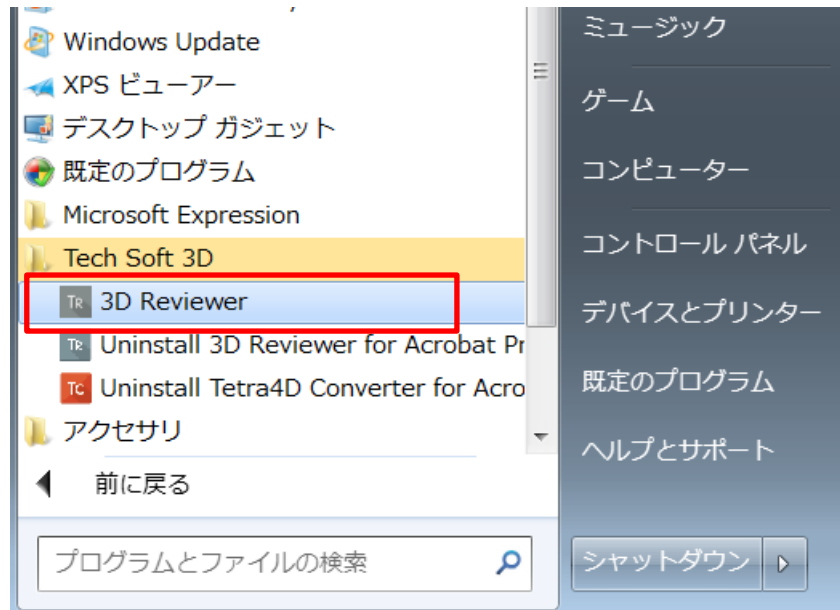 Windows Update
XPS ビューアー
デスクトップ ガジェット
既定のプログラム
Microsoft Expression
Tech Soft 3D
TR 3D Reviewer
TR Uninstall 3D Reviewer for Acrobat Pr
TC Uninstall Tetra4D Converter for Acro
アクセサリ
前に戻る
プログラムとファイルの検索
ミュージック
ゲーム
コンピューター
コントロール パネル
デバイスとプリンター
既定のプログラム
ヘルプとサポート
シャットダウン